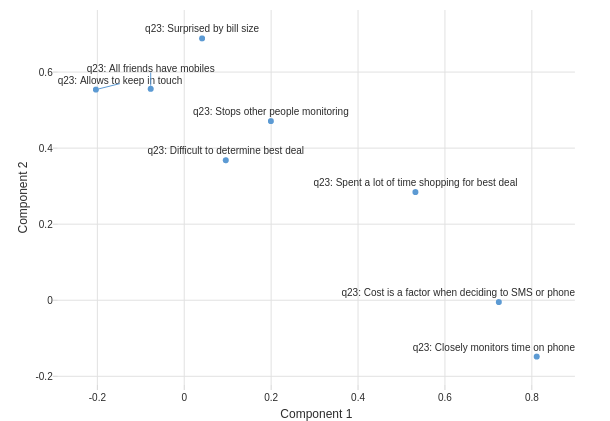 q23: Surprised by bill size
q23: All friends have mobiles
q23: Allows to keep in touch
q23: Stops other people monitoring
q23: Difficult to determine best deal
q23: Spent a lot of time shopping for best deal
q23: Cost is a factor when deciding to SMS or phone
q23: Closely monitors time on phone
0.6
0.4
0.2
0
-0.2
Component 2
-0.2 0 0.2 0.4 0.6 0.8
Component 1